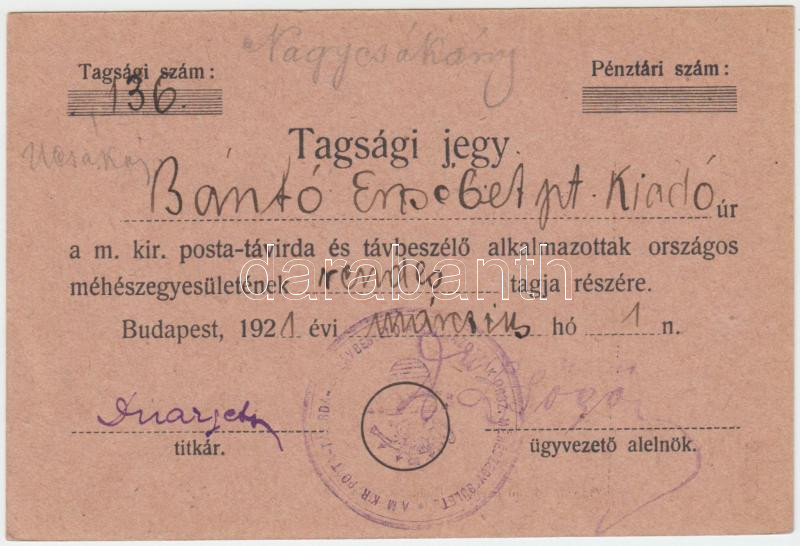 Nagycsákány
Tagsági szám:
136.
Pénztári szám:
Tagsági jegy.
Bántó Erzsébet pt. Kiadó úr
a m. kir. posta-távirda és távbeszélő alkalmazottak országos
méhészegyesületének rendes tagja részére.
Budapest, 1921 évi március hó 1 n.
titkár.
ügyvezető alelnök.
darabanth